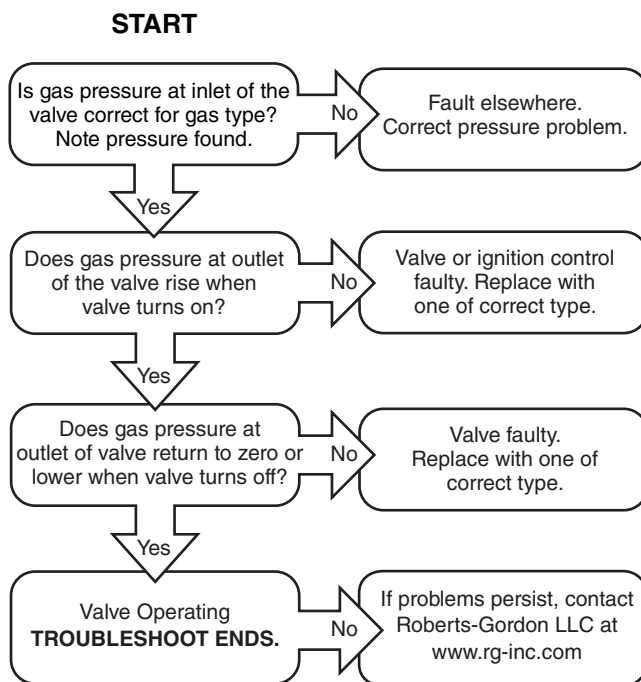 START
Is gas pressure at inlet of the
valve correct for gas type?
Note pressure found.
No
Fault elsewhere.
Correct pressure problem.
Yes
Does gas pressure at outlet
of the valve rise when
valve turns on?
No
Valve or ignition control
faulty. Replace with
one of correct type.
Yes
Does gas pressure at
outlet of valve return to zero or
lower when valve turns off?
No
Valve faulty.
Replace with one of
correct type.
Yes
Valve Operating
TROUBLESHOOT ENDS.
No
If problems persist, contact
Roberts-Gordon LLC at
www.rg-inc.com